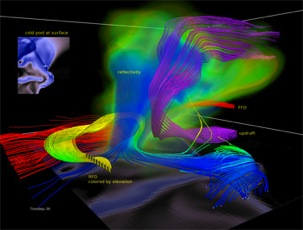 cold pool at surface
reflectivity
FFD
updraft
RFD
colored by elevation